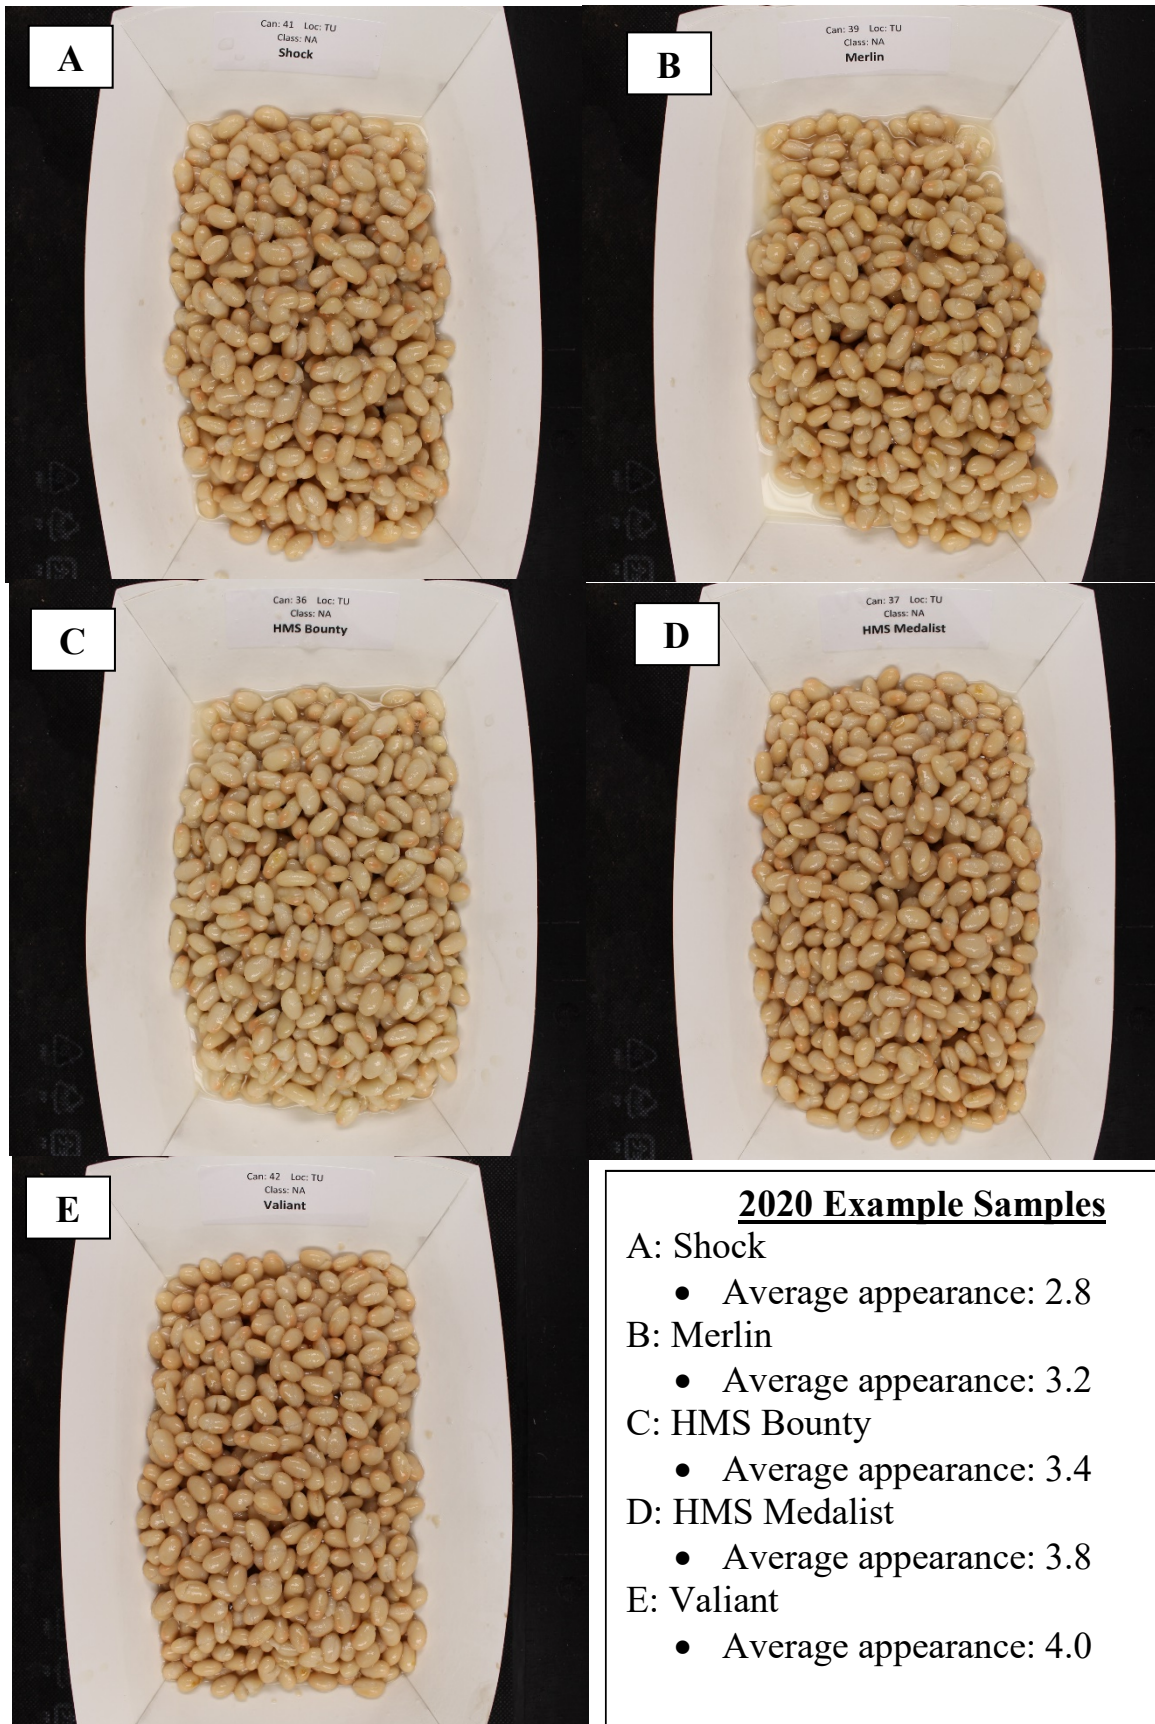 A
Can: 41 Loc: TU
Class: NA
Shock
B
Can: 39 Loc: TU
Class: NA
Merlin
C
Can: 36 Loc: TU
Class: NA
HMS Bounty
D
Can: 37 Loc: TU
Class: NA
HMS Medalist
E
Can: 42 Loc: TU
Class: NA
Valiant
2020 Example Samples
A: Shock
• Average appearance: 2.8
B: Merlin
• Average appearance: 3.2
C: HMS Bounty
• Average appearance: 3.4
D: HMS Medalist
• Average appearance: 3.8
E: Valiant
• Average appearance: 4.0